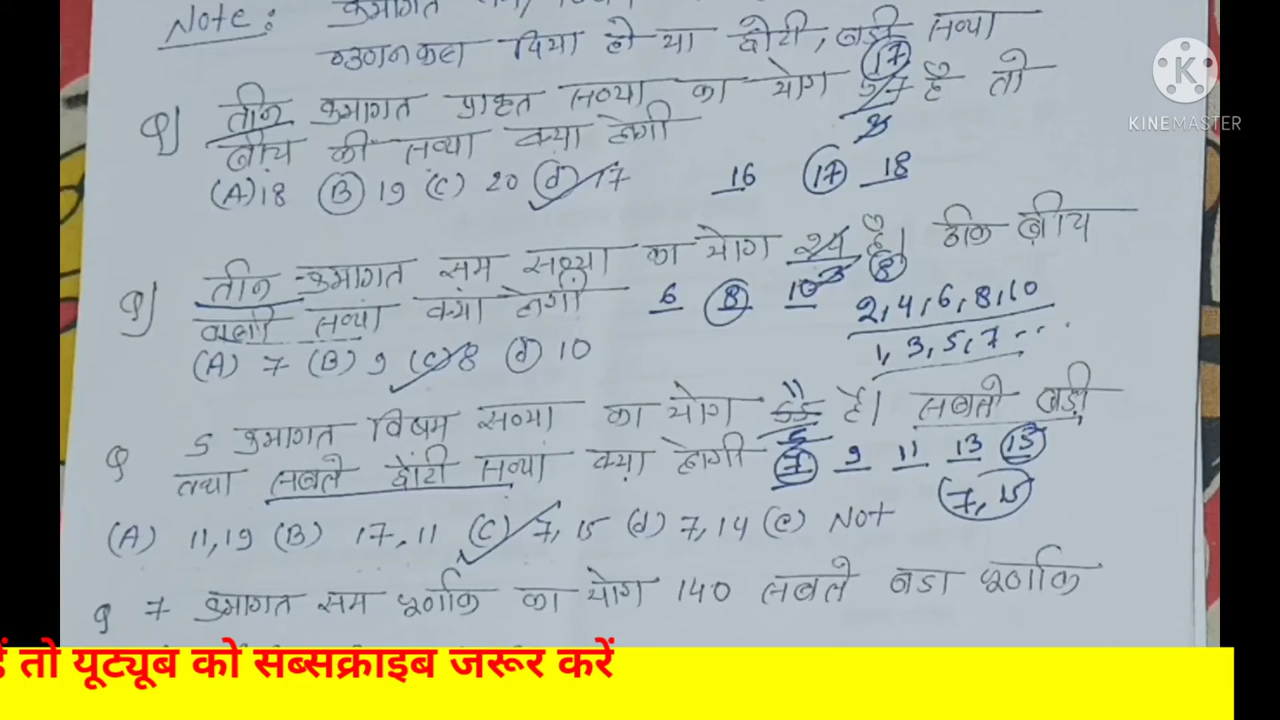 Note: क्रमागत
गुणनफल दिया हो या छोटी, बड़ी संख्या
Q) तीन क्रमागत प्राकृत संख्या का योग 51 है तो 17
बीच की संख्या क्या होगी
(A) 18 (B) 19 (C) 20 (d) 17 16 17 18
Q) तीन क्रमागत सम संख्या का योग 24 है। ठीक बीच
वाली संख्या क्या होगी 6 8 10 8 2,4,6,8,10
(A) 7 (B) 9 (C) 8 (d) 10 1,3,5,7...
Q 5 क्रमागत विषम संख्या का योग 55 है। सबसे बड़ी 11
तथा सबसे छोटी संख्या क्या होगी 7 9 11 13 15
(7, 15)
(A) 11,19 (B) 17,11 (C) 7,15 (d) 7,14 (e) Not
Q 7 क्रमागत सम पूर्णांक का योग 140 सबसे बडा पूर्णांक
तो यूट्यूब को सब्सक्राइब जरूर करें
K
KINEMASTER